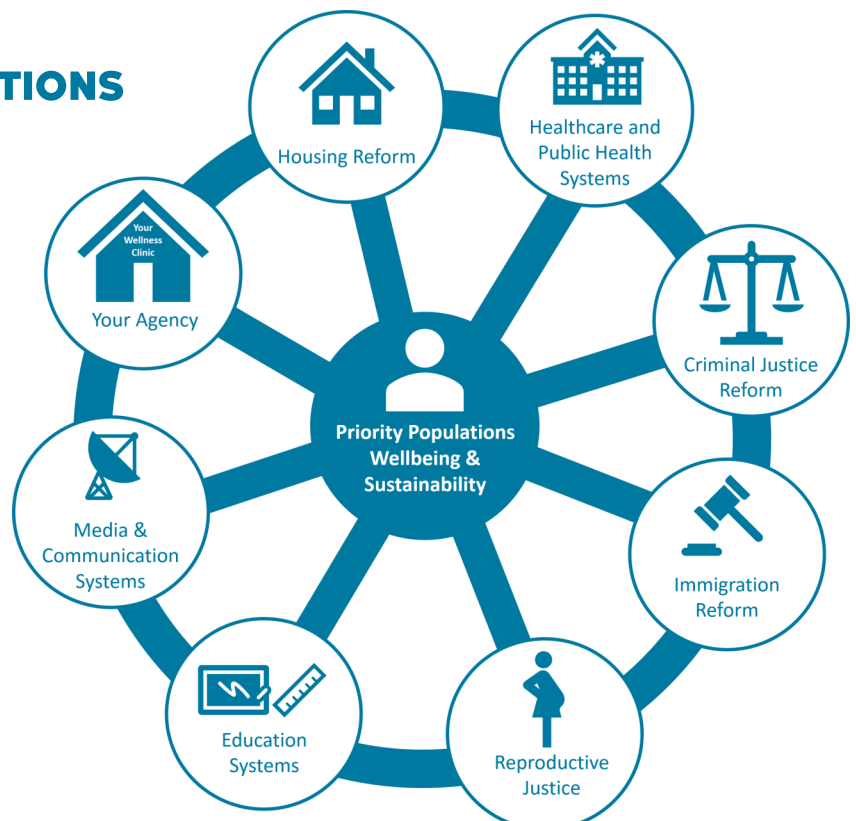 TIONS
Housing Reform
Healthcare and
Public Health
Systems
Your
Wellness
Clinic
Your Agency
Criminal Justice
Reform
Priority Populations
Wellbeing &
Sustainability
Media &
Communication
Systems
Immigration
Reform
Education
Systems
Reproductive
Justice